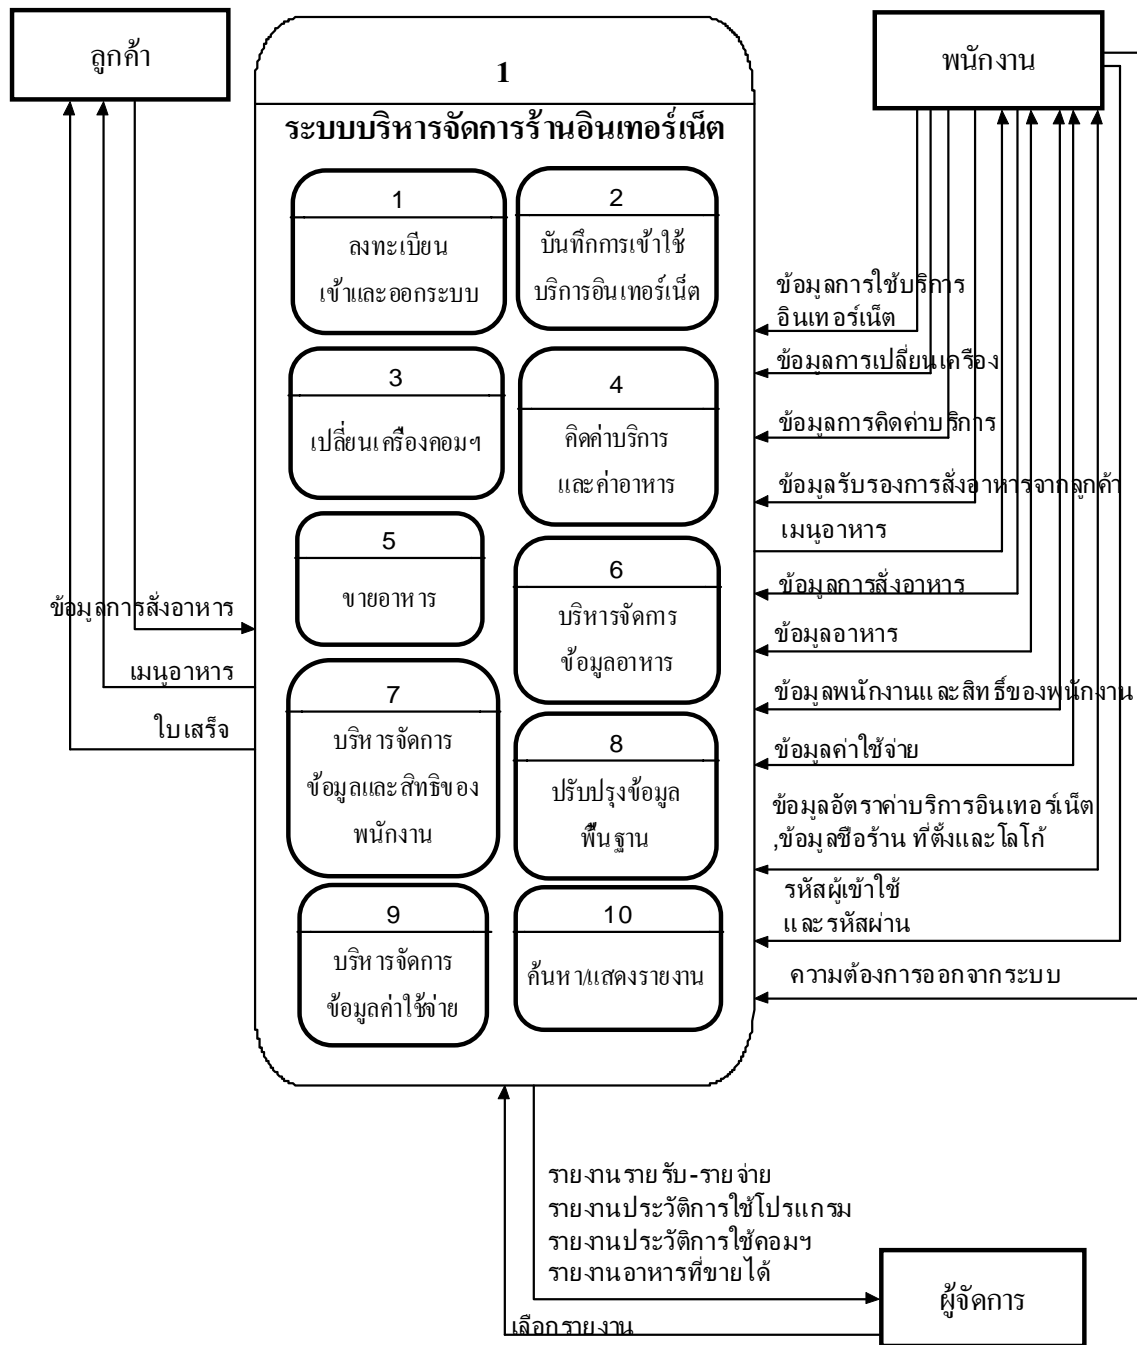 ลูกค้า
1
พนักงาน
ระบบบริหารจัดการร้านอินเทอร์เน็ต
1
ลงทะเบียน
เข้าและออกระบบ
2
บันทึกการเข้าใช้
บริการอินเทอร์เน็ต
3
เปลี่ยนเครื่องคอมฯ
4
คิดค่าบริการ
และค่าอาหาร
5
ขายอาหาร
6
บริหารจัดการ
ข้อมูลอาหาร
7
บริหารจัดการ
ข้อมูลและสิทธิของ
พนักงาน
8
ปรับปรุงข้อมูล
พื้นฐาน
9
บริหารจัดการ
ข้อมูลค่าใช้จ่าย
10
ค้นหา/แสดงรายงาน
ข้อมูลการสั่งอาหาร
เมนูอาหาร
ใบเสร็จ
ข้อมูลการใช้บริการ
อินเทอร์เน็ต
ข้อมูลการเปลี่ยนเครื่อง
ข้อมูลการคิดค่าบริการ
ข้อมูลรับรองการสั่งอาหารจากลูกค้า
เมนูอาหาร
ข้อมูลการสั่งอาหาร
ข้อมูลอาหาร
ข้อมูลพนักงานและสิทธิ์ของพนักงาน
ข้อมูลค่าใช้จ่าย
ข้อมูลอัตราค่าบริการอินเทอร์เน็ต
,ข้อมูลชื่อร้าน ที่ตั้งและโลโก้
รหัสผู้เข้าใช้
และรหัสผ่าน
ความต้องการออกจากระบบ
รายงานรายรับ-รายจ่าย
รายงานประวัติการใช้โปรแกรม
รายงานประวัติการใช้คอมฯ
รายงานอาหารที่ขายได้
เลือกรายงาน
ผู้จัดการ